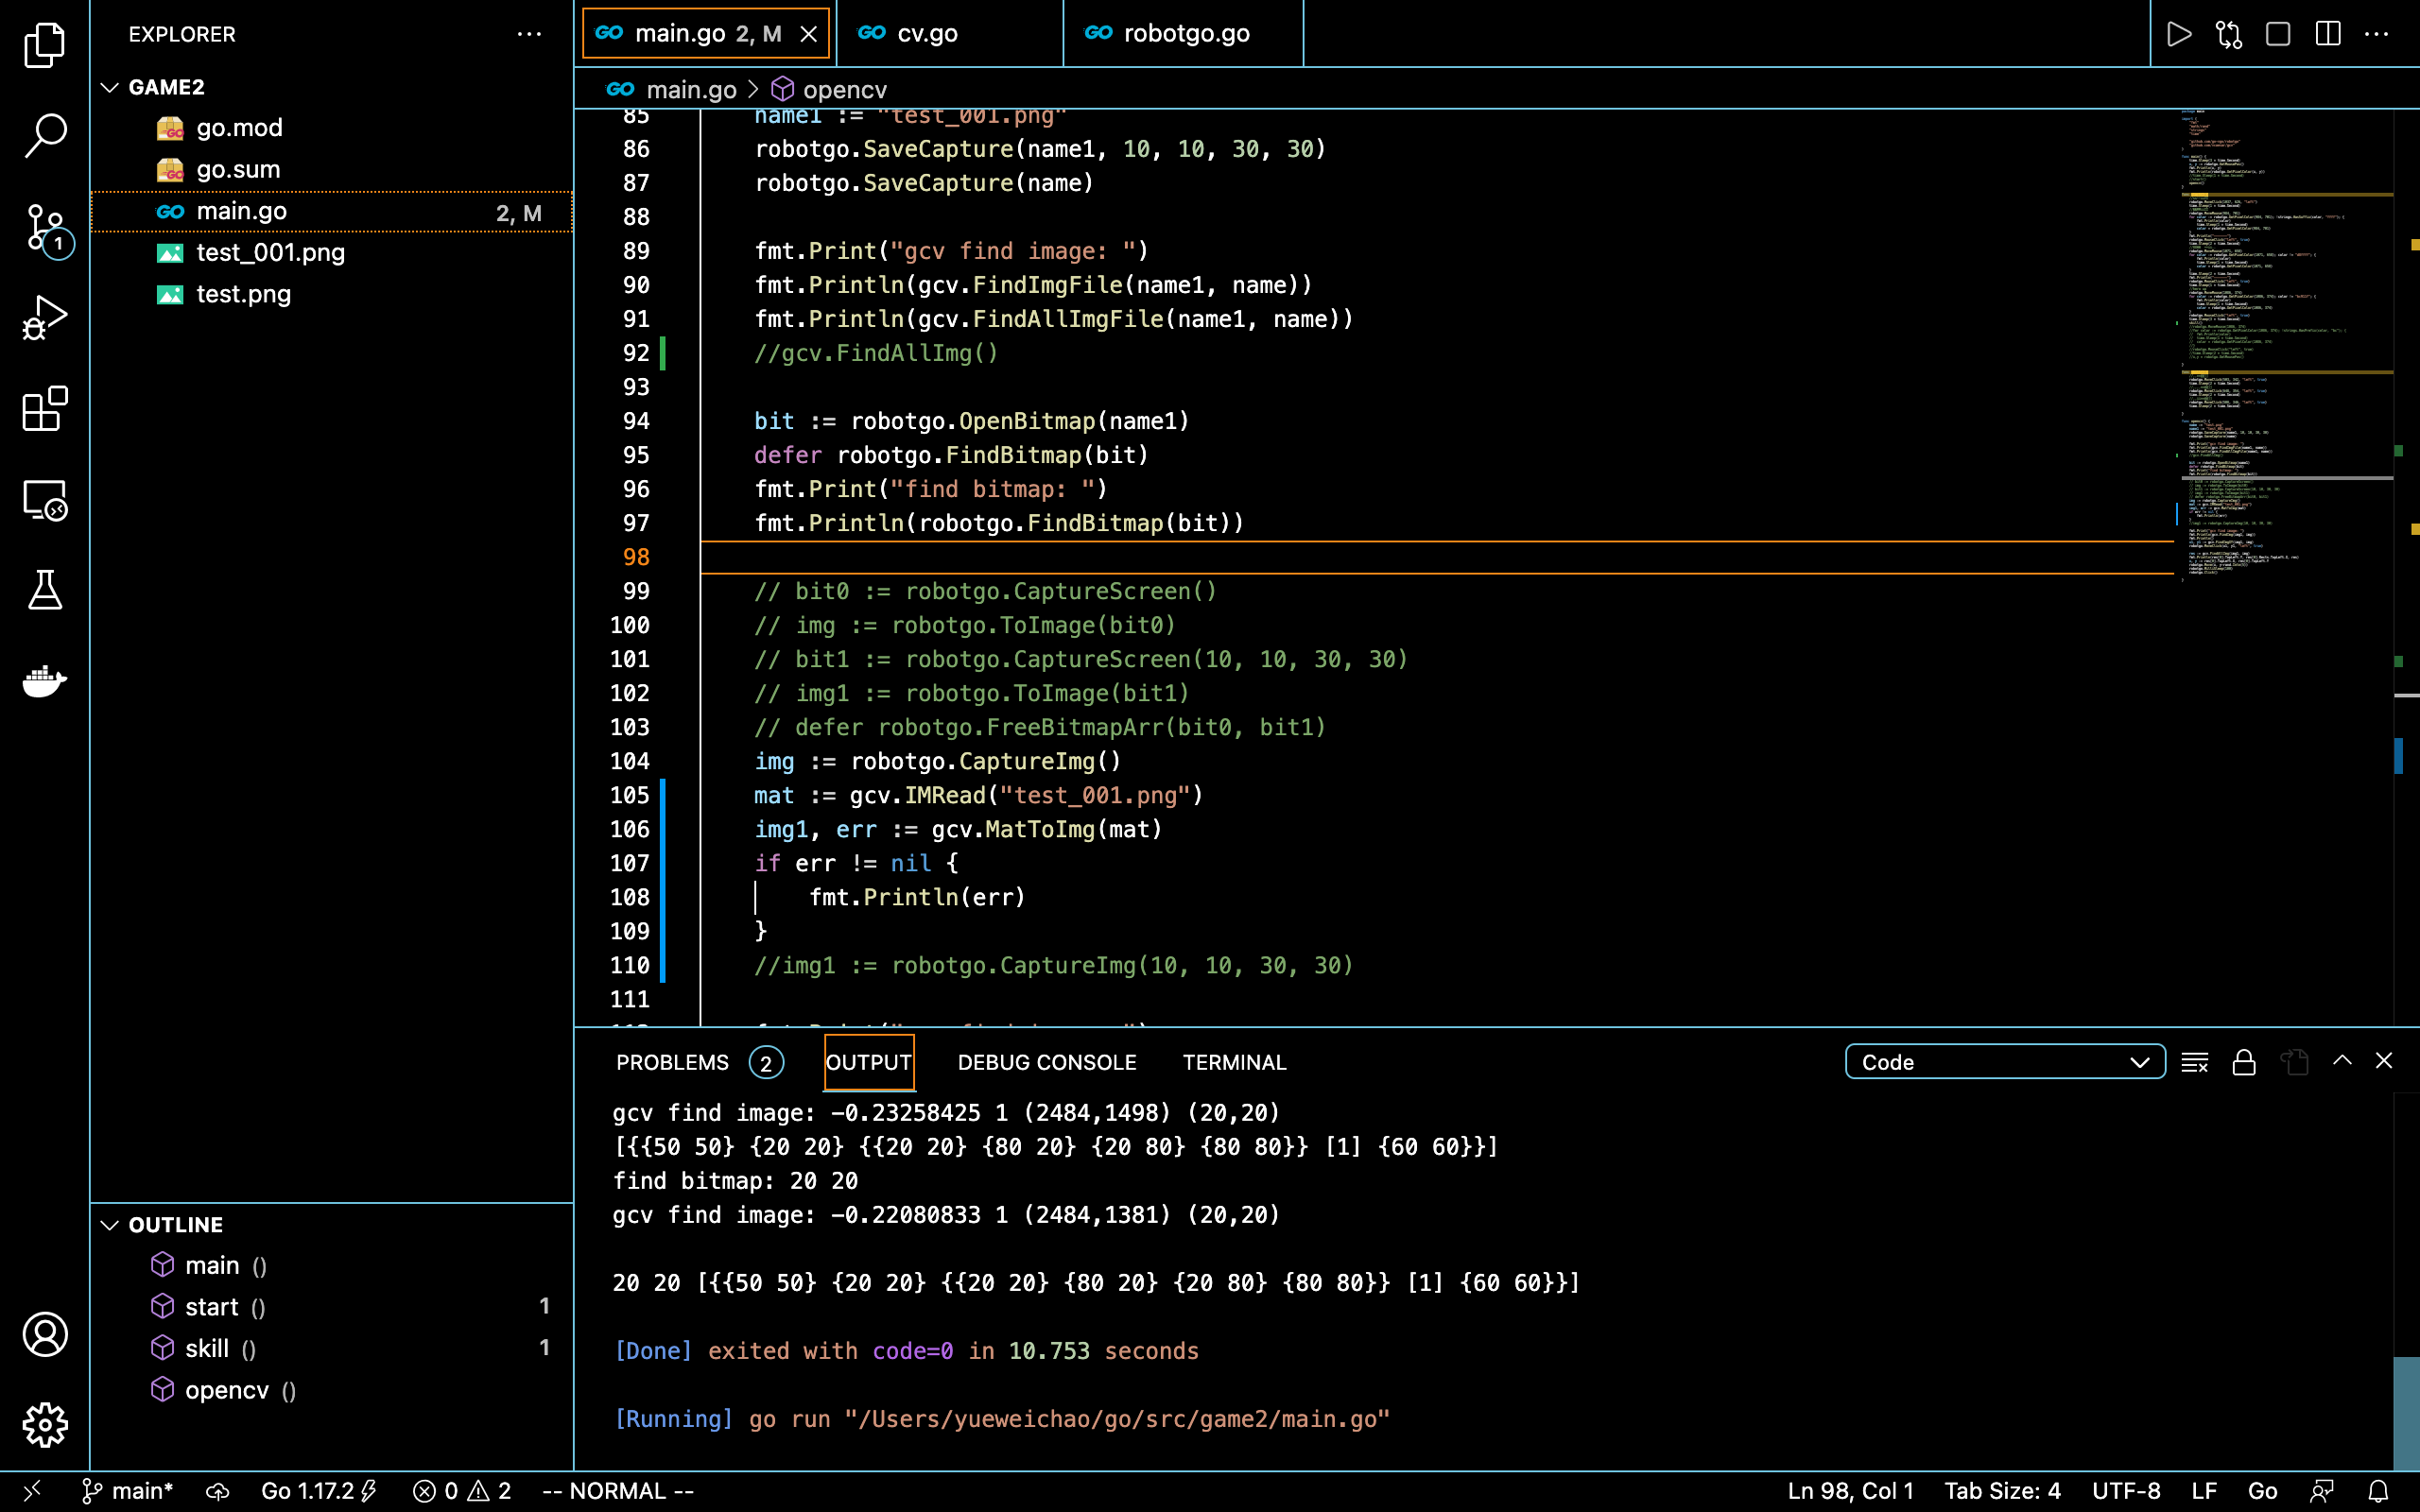 EXPLORER
GAME2
go.mod
go.sum
main.go 2, M
test_001.png
test.png
1
OUTLINE
main ()
start () 1
skill () 1
opencv ()
main.go 2, M
cv.go
robotgo.go
main.go > opencv
85 name1 := "test_001.png"
86 robotgo.SaveCapture(name1, 10, 10, 30, 30)
87 robotgo.SaveCapture(name)
88
89 fmt.Print("gcv find image: ")
90 fmt.Println(gcv.FindImgFile(name1, name))
91 fmt.Println(gcv.FindAllImgFile(name1, name))
92 //gcv.FindAllImg()
93
94 bit := robotgo.OpenBitmap(name1)
95 defer robotgo.FindBitmap(bit)
96 fmt.Print("find bitmap: ")
97 fmt.Println(robotgo.FindBitmap(bit))
98
99 // bit0 := robotgo.CaptureScreen()
100 // img := robotgo.ToImage(bit0)
101 // bit1 := robotgo.CaptureScreen(10, 10, 30, 30)
102 // img1 := robotgo.ToImage(bit1)
103 // defer robotgo.FreeBitmapArr(bit0, bit1)
104 img := robotgo.CaptureImg()
105 mat := gcv.IMRead("test_001.png")
106 img1, err := gcv.MatToImg(mat)
107 if err != nil {
108 fmt.Println(err)
109 }
110 //img1 := robotgo.CaptureImg(10, 10, 30, 30)
111
PROBLEMS 2 OUTPUT DEBUG CONSOLE TERMINAL Code
gcv find image: -0.23258425 1 (2484,1498) (20,20)
[{{50 50} {20 20} {{20 20} {80 20} {20 80} {80 80}} [1] {60 60}}]
find bitmap: 20 20
gcv find image: -0.22080833 1 (2484,1381) (20,20)
20 20 [{{50 50} {20 20} {{20 20} {80 20} {20 80} {80 80}} [1] {60 60}}]
[Done] exited with code=0 in 10.753 seconds
[Running] go run "/Users/yueweichao/go/src/game2/main.go"
main* Go 1.17.2 0 2 -- NORMAL -- Ln 98, Col 1 Tab Size: 4 UTF-8 LF Go